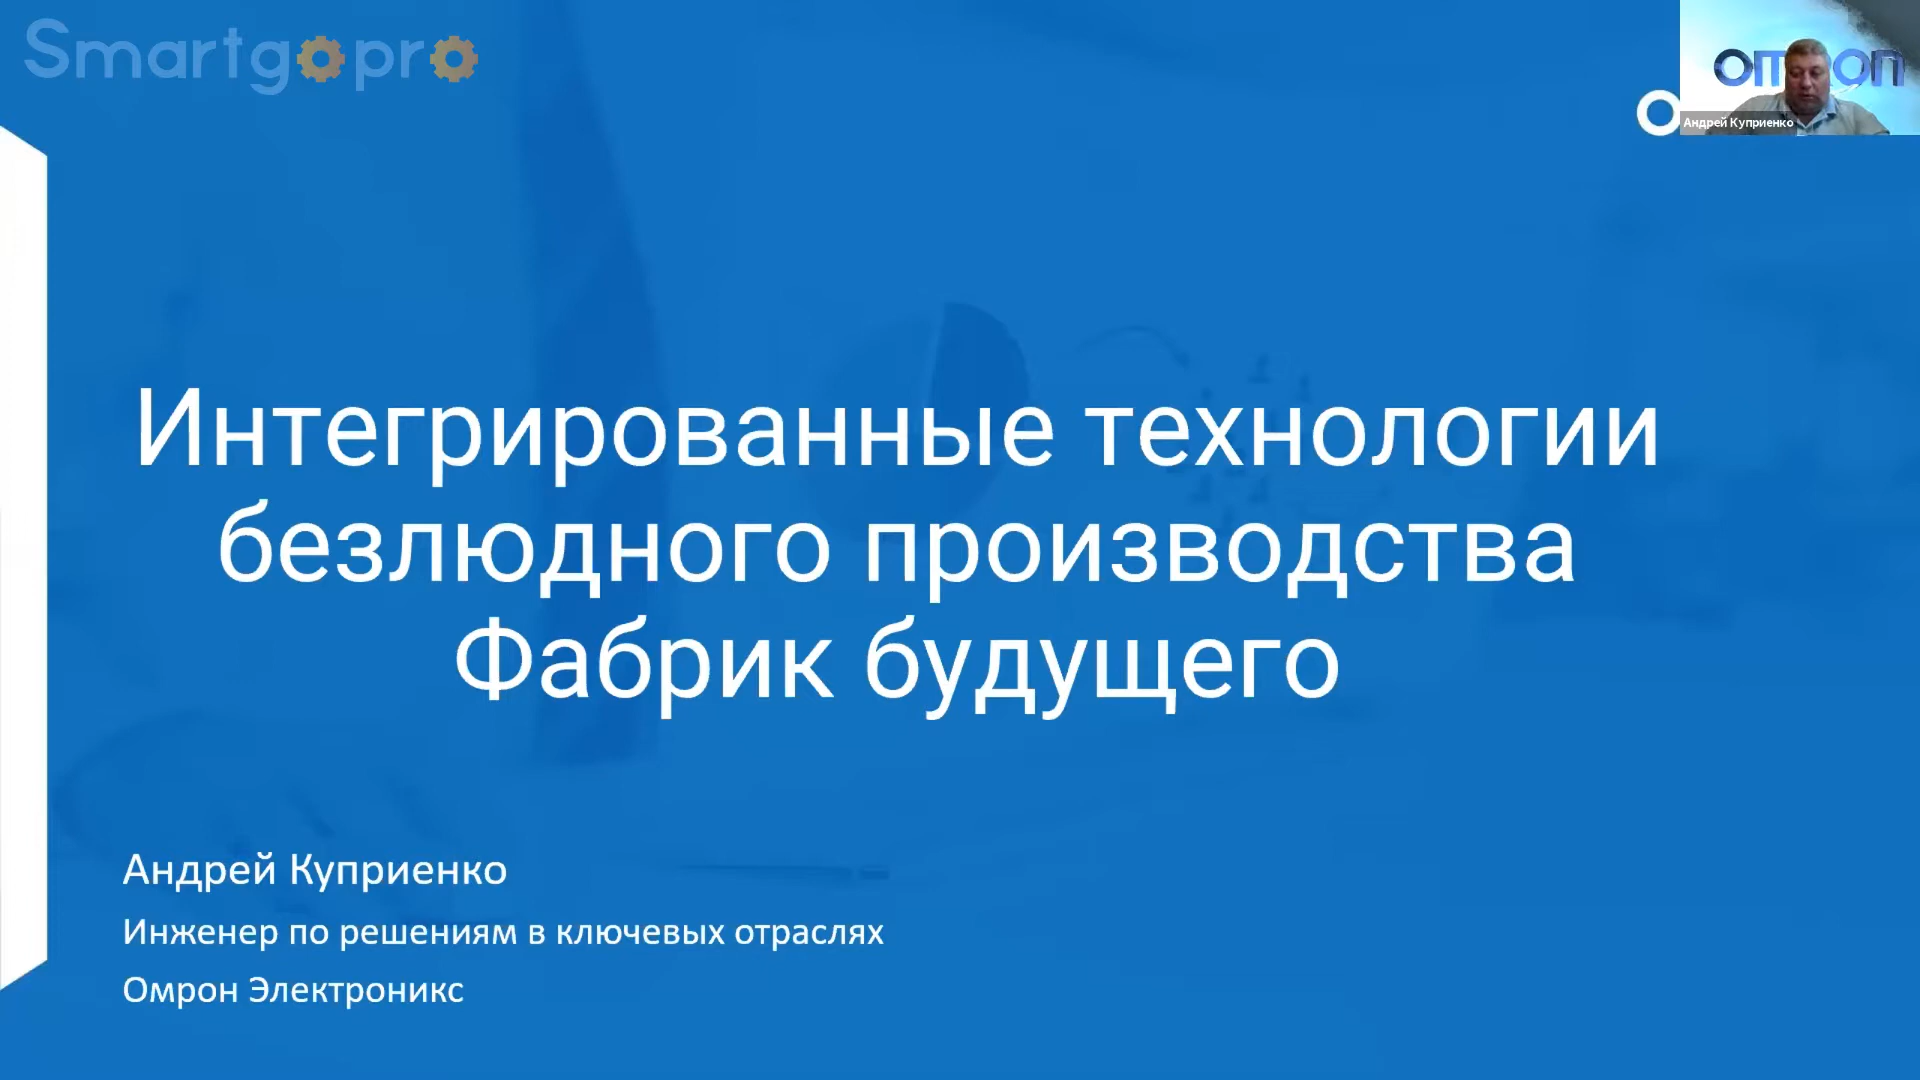 Smartgopro
omron
Андрей Куприенко
Интегрированные технологии
безлюдного производства
Фабрик будущего
Андрей Куприенко
Инженер по решениям в ключевых отраслях
Омрон Электроникс